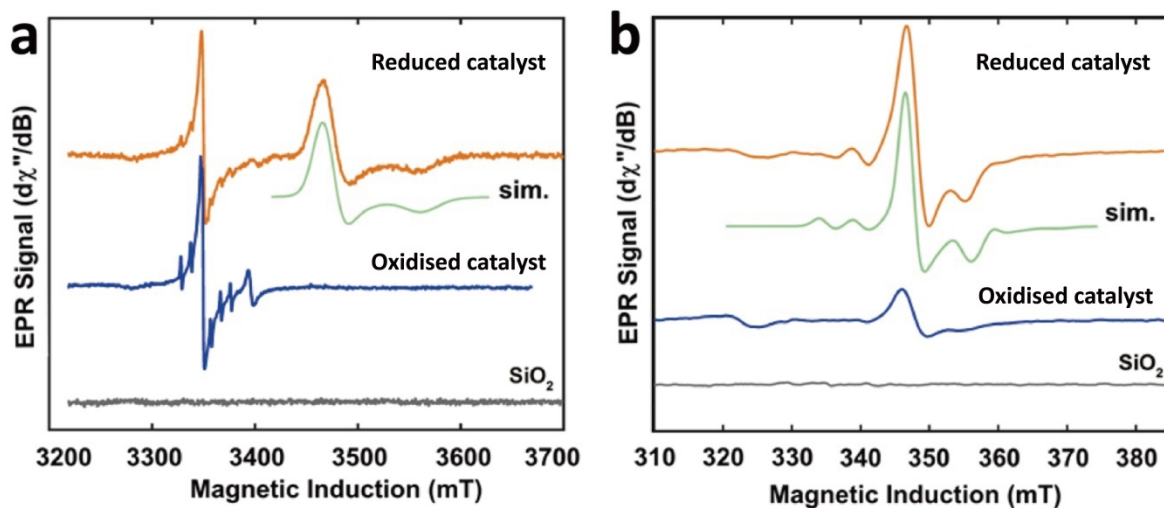 a
EPR Signal (dχ"/dB)
Reduced catalyst
sim.
Oxidised catalyst
SiO2
3200 3300 3400 3500 3600 3700
Magnetic Induction (mT)
b
EPR Signal (dχ"/dB)
Reduced catalyst
sim.
Oxidised catalyst
SiO2
310 320 330 340 350 360 370 380
Magnetic Induction (mT)